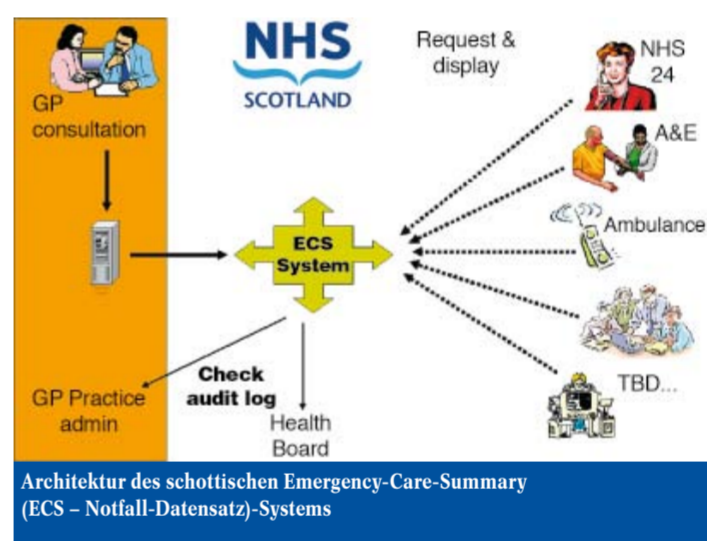 GP
consultation
NHS
SCOTLAND
Request &
display
NHS
24
A&E
Ambulance
TBD...
ECS
System
Check
audit log
GP Practice
admin
Health
Board
Architektur des schottischen Emergency-Care-Summary
(ECS – Notfall-Datensatz)-Systems